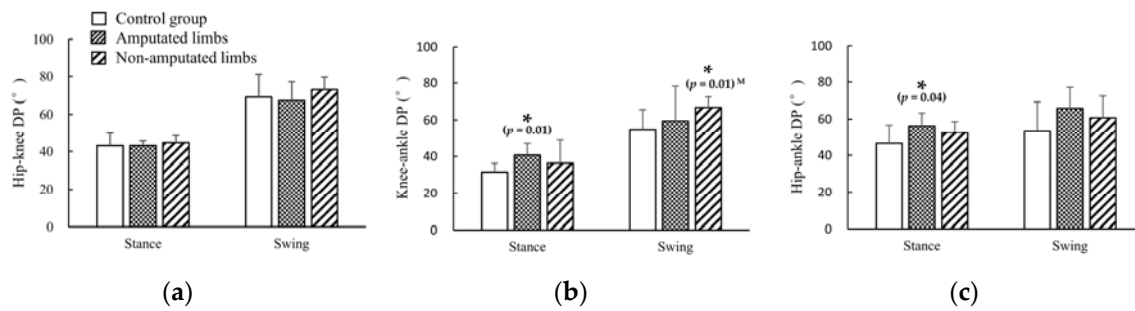 Control group
Amputated limbs
Non-amputated limbs
Hip-knee DP (°)
100
80
60
40
20
0
Stance Swing
(a)
Knee-ankle DP (°)
100
80
60
40
20
0
*
(p = 0.01)
*
(p = 0.01) M
Stance Swing
(b)
Hip-ankle DP (°)
100
80
60
40
20
0
*
(p = 0.04)
Stance Swing
(c)